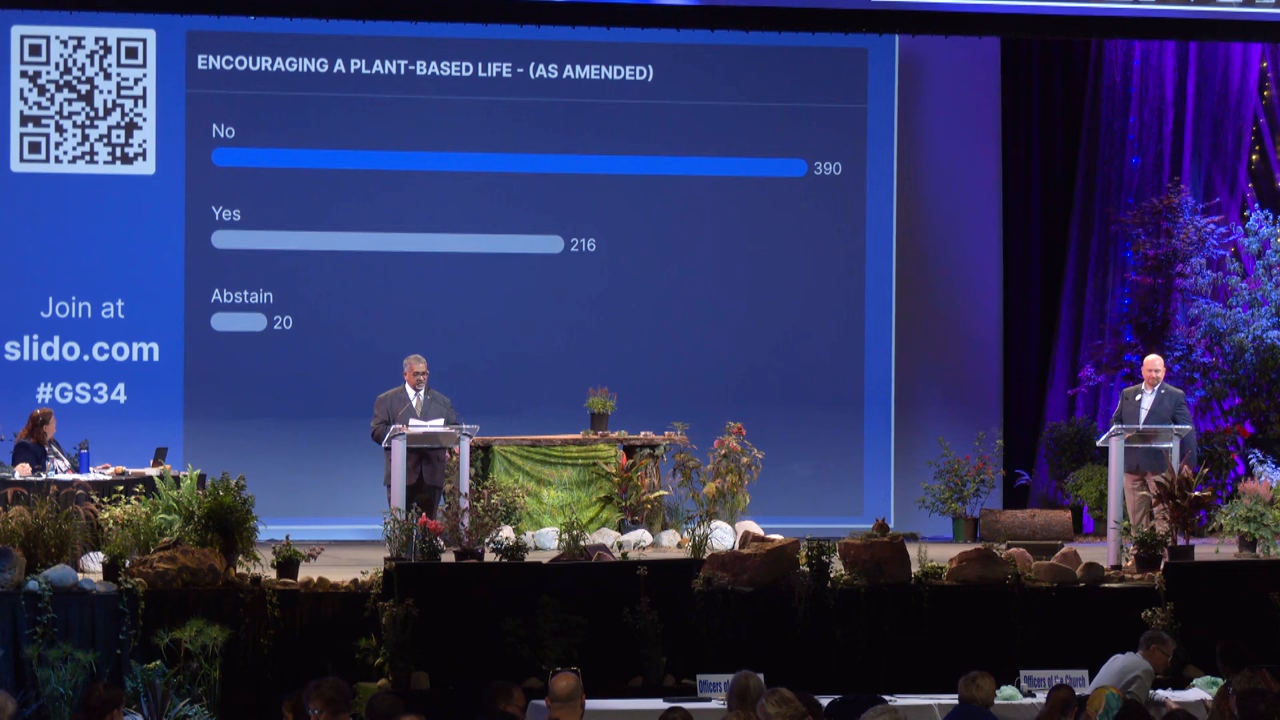 ENCOURAGING A PLANT-BASED LIFE - (AS AMENDED)
No
390
Yes
216
Abstain
20
Join at
slido.com
#GS34
Officers of
Officers of the Church